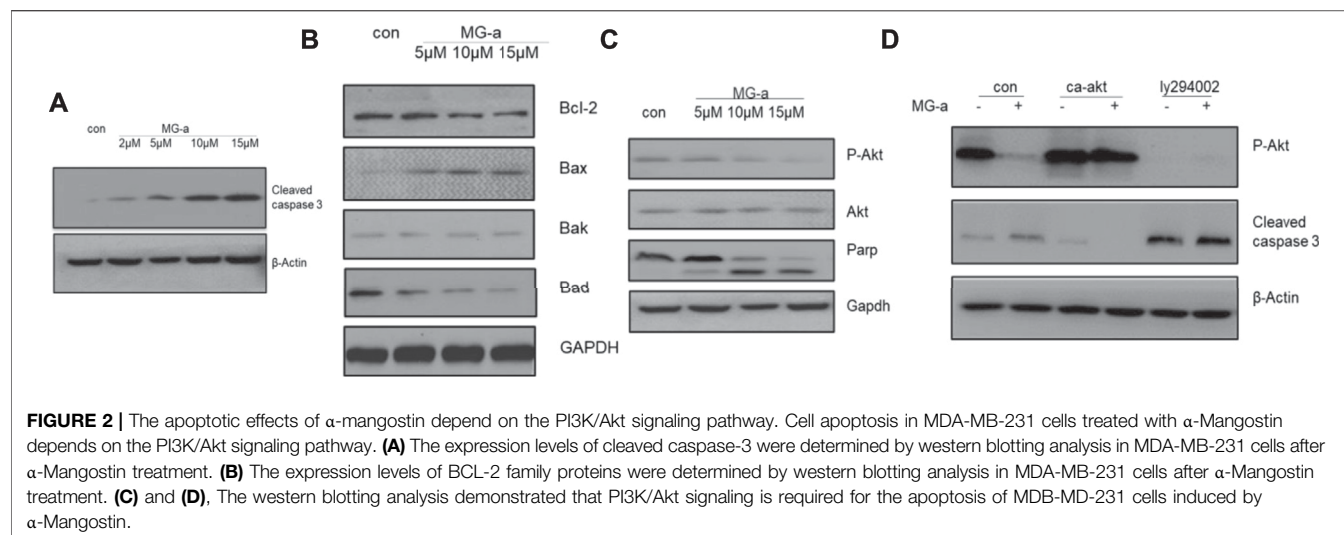 A
con
MG-a
2µM 5µM 10µM 15µM
Cleaved
caspase 3
β-Actin
B
con
MG-a
5µM 10µM 15µM
Bcl-2
Bax
Bak
Bad
GAPDH
C
con
MG-a
5µM 10µM 15µM
P-Akt
Akt
Parp
Gapdh
D
con ca-akt ly294002
MG-a - + - + - +
P-Akt
Cleaved
caspase 3
β-Actin
FIGURE 2 | The apoptotic effects of α-mangostin depend on the PI3K/Akt signaling pathway. Cell apoptosis in MDA-MB-231 cells treated with α-Mangostin
depends on the PI3K/Akt signaling pathway. (A) The expression levels of cleaved caspase-3 were determined by western blotting analysis in MDA-MB-231 cells after
α-Mangostin treatment. (B) The expression levels of BCL-2 family proteins were determined by western blotting analysis in MDA-MB-231 cells after α-Mangostin
treatment. (C) and (D), The western blotting analysis demonstrated that PI3K/Akt signaling is required for the apoptosis of MDB-MD-231 cells induced by
α-Mangostin.